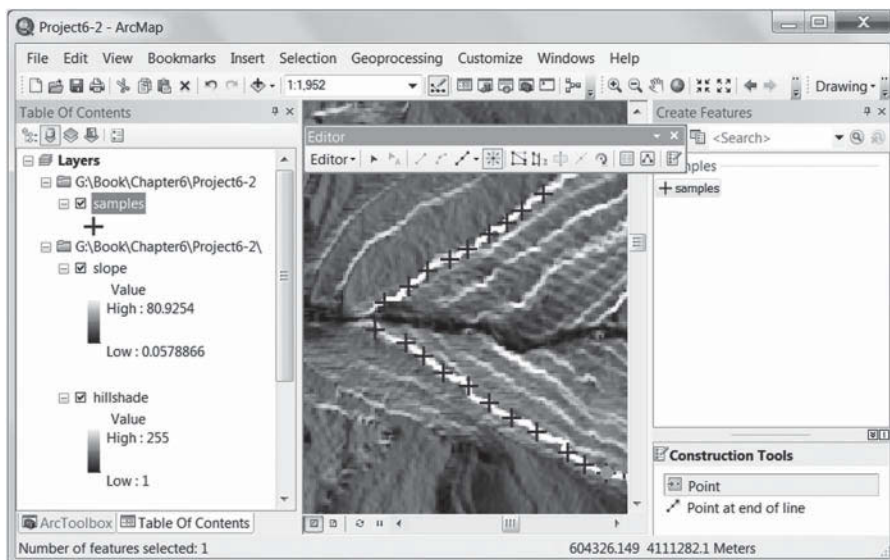 Project6-2 - ArcMap
File Edit View Bookmarks Insert Selection Geoprocessing Customize Windows Help
1:1,952
Drawing
Table Of Contents
Layers
G:\Book\Chapter6\Project6-2
samples
G:\Book\Chapter6\Project6-2\
slope
Value
High : 80.9254
Low : 0.0578866
hillshade
Value
High : 255
Low : 1
ArcToolbox
Table Of Contents
Editor
Editor
Create Features
<Search>
samples
Construction Tools
Point
Point at end of line
Number of features selected: 1
604326.149 4111282.1 Meters